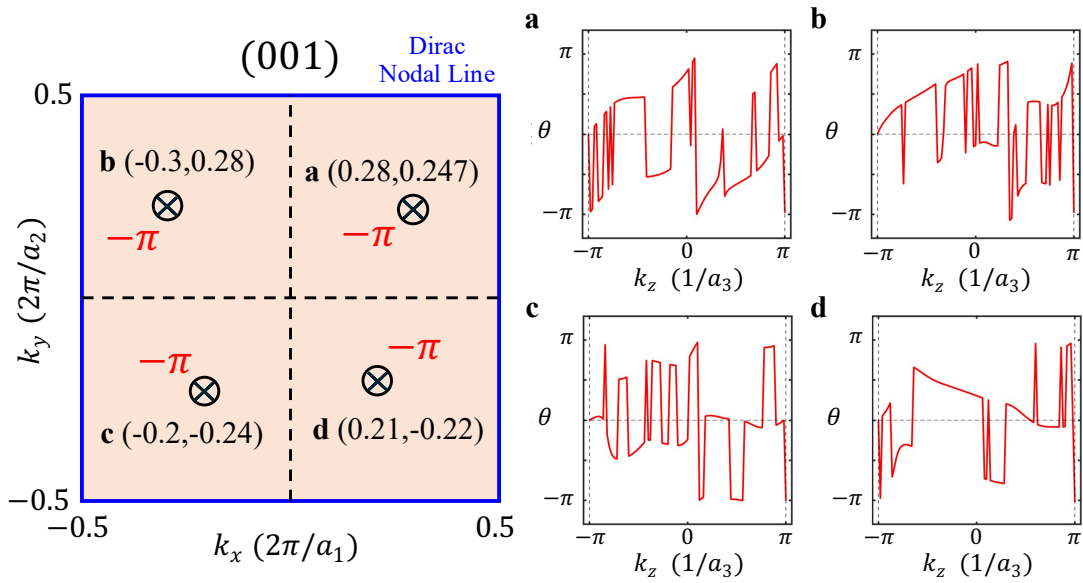 (001)
Dirac
Nodal Line
0.5
b (-0.3,0.28)
a (0.28,0.247)
−π
−π
k_y (2π/a_2)
−π
−π
c (-0.2,-0.24)
d (0.21,-0.22)
−0.5
−0.5
0.5
k_x (2π/a_1)
a
π
θ
−π
−π
0
π
k_z (1/a_3)
b
π
θ
−π
−π
0
π
k_z (1/a_3)
c
π
θ
−π
−π
0
π
k_z (1/a_3)
d
π
θ
−π
−π
0
π
k_z (1/a_3)